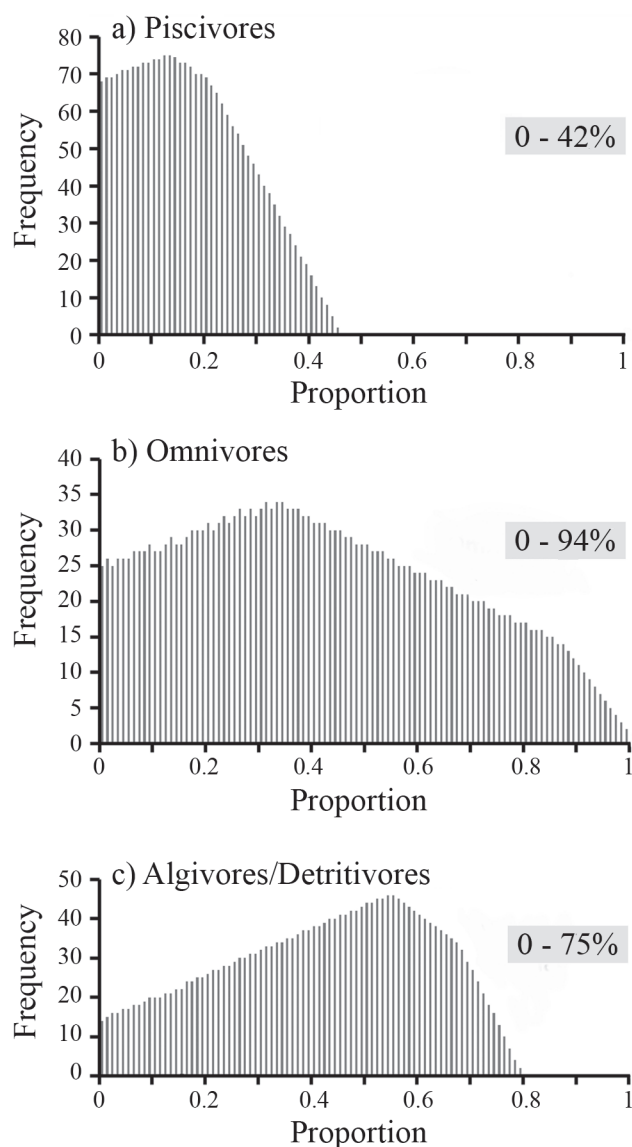 a) Piscivores
80
70
60
50
40
30
20
10
0
Frequency
0 - 42%
0 0.2 0.4 0.6 0.8 1
Proportion
b) Omnivores
40
35
30
25
20
15
10
5
0
Frequency
0 - 94%
0 0.2 0.4 0.6 0.8 1
Proportion
c) Algivores/Detritivores
50
40
30
20
10
0
Frequency
0 - 75%
0 0.2 0.4 0.6 0.8 1
Proportion